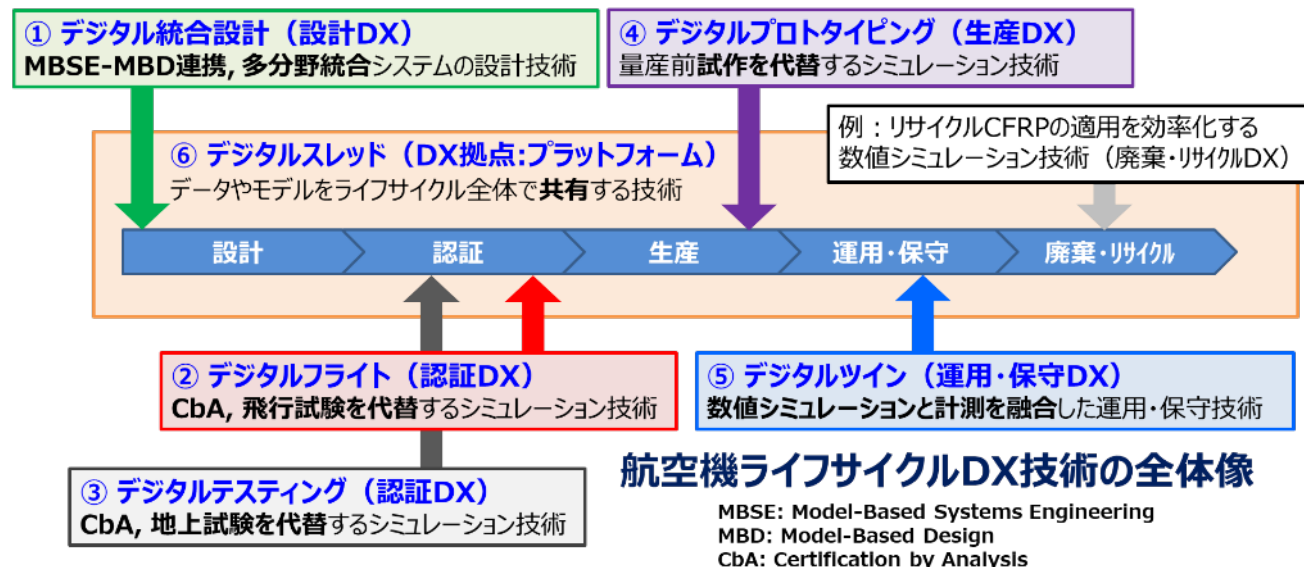 ① デジタル統合設計（設計DX）
MBSE-MBD連携, 多分野統合システムの設計技術
④ デジタルプロトタイピング（生産DX）
量産前試作を代替するシミュレーション技術
例：リサイクルCFRPの適用を効率化する
数値シミュレーション技術（廃棄・リサイクルDX）
⑥ デジタルスレッド（DX拠点:プラットフォーム）
データやモデルをライフサイクル全体で共有する技術
設計
認証
生産
運用・保守
廃棄・リサイクル
② デジタルフライト（認証DX）
CbA, 飛行試験を代替するシミュレーション技術
⑤ デジタルツイン（運用・保守DX）
数値シミュレーションと計測を融合した運用・保守技術
③ デジタルテスティング（認証DX）
CbA, 地上試験を代替するシミュレーション技術
航空機ライフサイクルDX技術の全体像
MBSE: Model-Based Systems Engineering
MBD: Model-Based Design
CbA: Certification by Analysis